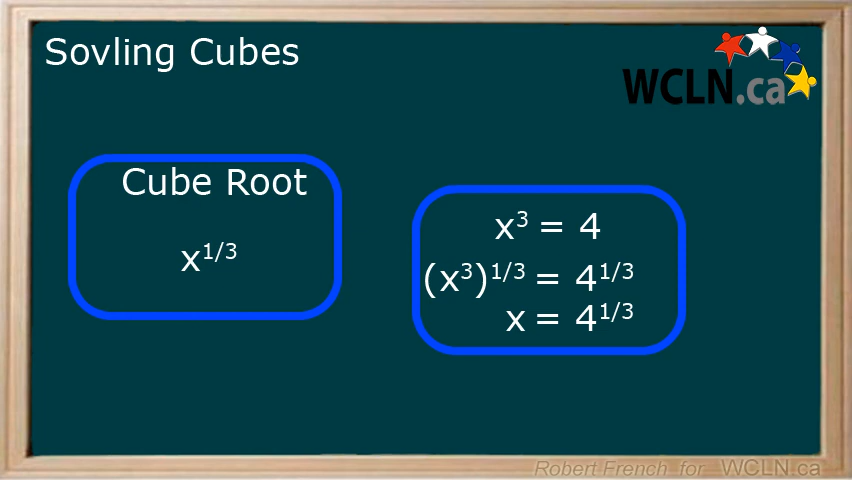 Sovling Cubes
WCLN.ca
Cube Root
x^1/3
x³ = 4
(x³)^1/3 = 4^1/3
x = 4^1/3
Robert French for WCLN.ca